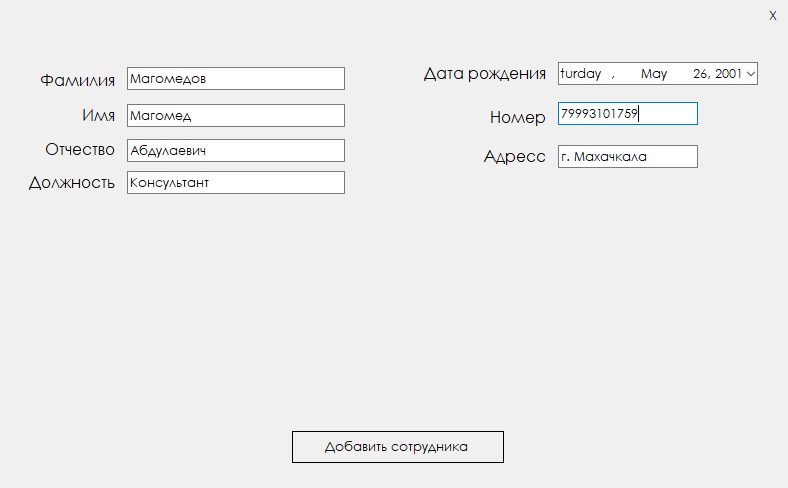 X
Фамилия Магомедов
Имя Магомед
Отчество Абдулаевич
Должность Консультант
Дата рождения turday , May 26, 2001
Номер 79993101759
Адресс г. Махачкала
Добавить сотрудника